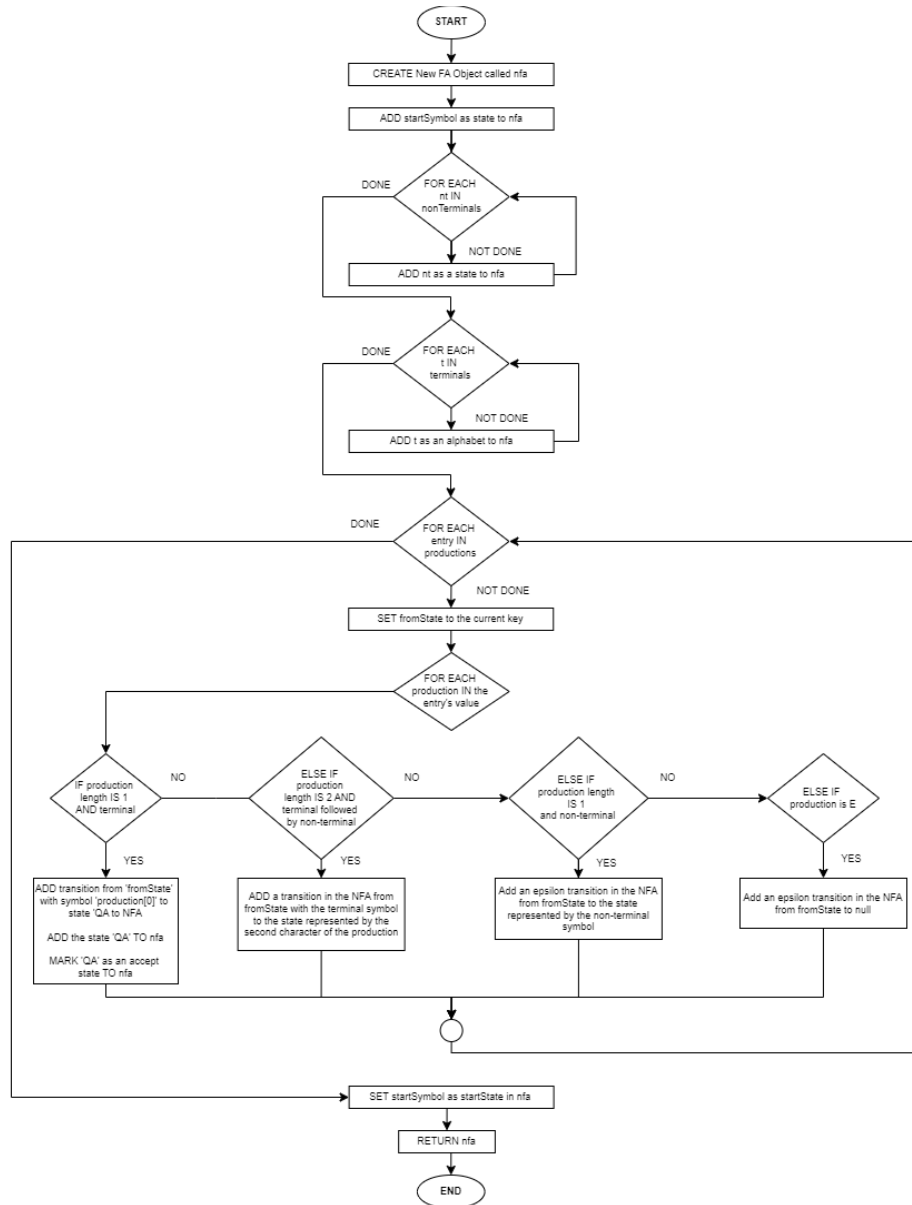 START
CREATE New FA Object called nfa
ADD startSymbol as state to nfa
DONE
FOR EACH
nt IN
nonTerminals
NOT DONE
ADD nt as a state to nfa
DONE
FOR EACH
t IN
terminals
NOT DONE
ADD t as an alphabet to nfa
DONE
FOR EACH
entry IN
productions
NOT DONE
SET fromState to the current key
FOR EACH
production IN the
entry's value
IF production
length IS 1
AND terminal
NO
ELSE IF
production
length IS 2 AND
terminal followed
by non-terminal
NO
ELSE IF
production length
IS 1
and non-terminal
NO
ELSE IF
production is E
YES
YES
YES
YES
ADD transition from 'fromState'
with symbol 'production[0]' to
state 'QA to NFA
ADD the state 'QA' TO nfa
MARK 'QA' as an accept
state TO nfa
ADD a transition in the NFA from
fromState with the terminal symbol
to the state represented by the
second character of the production
Add an epsilon transition in the NFA
from fromState to the state
represented by the non-terminal
symbol
Add an epsilon transition in the NFA
from fromState to null
SET startSymbol as startState in nfa
RETURN nfa
END